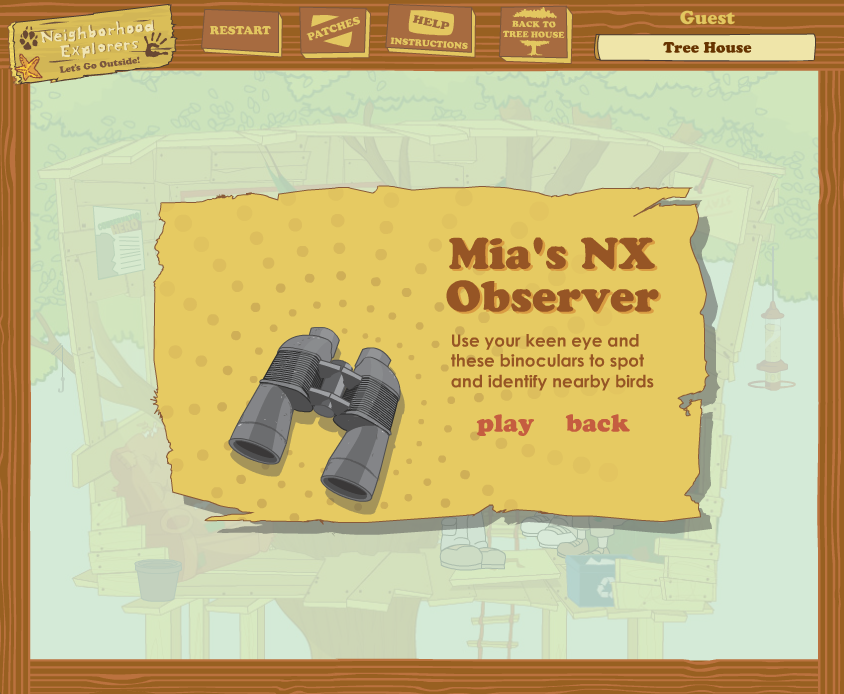 Neighborhood
Explorers
Let's Go Outside!
RESTART
PATCHES
HELP
INSTRUCTIONS
BACK TO
TREE HOUSE
Guest
Tree House
Mia's NX
Observer
Use your keen eye and
these binoculars to spot
and identify nearby birds
play back